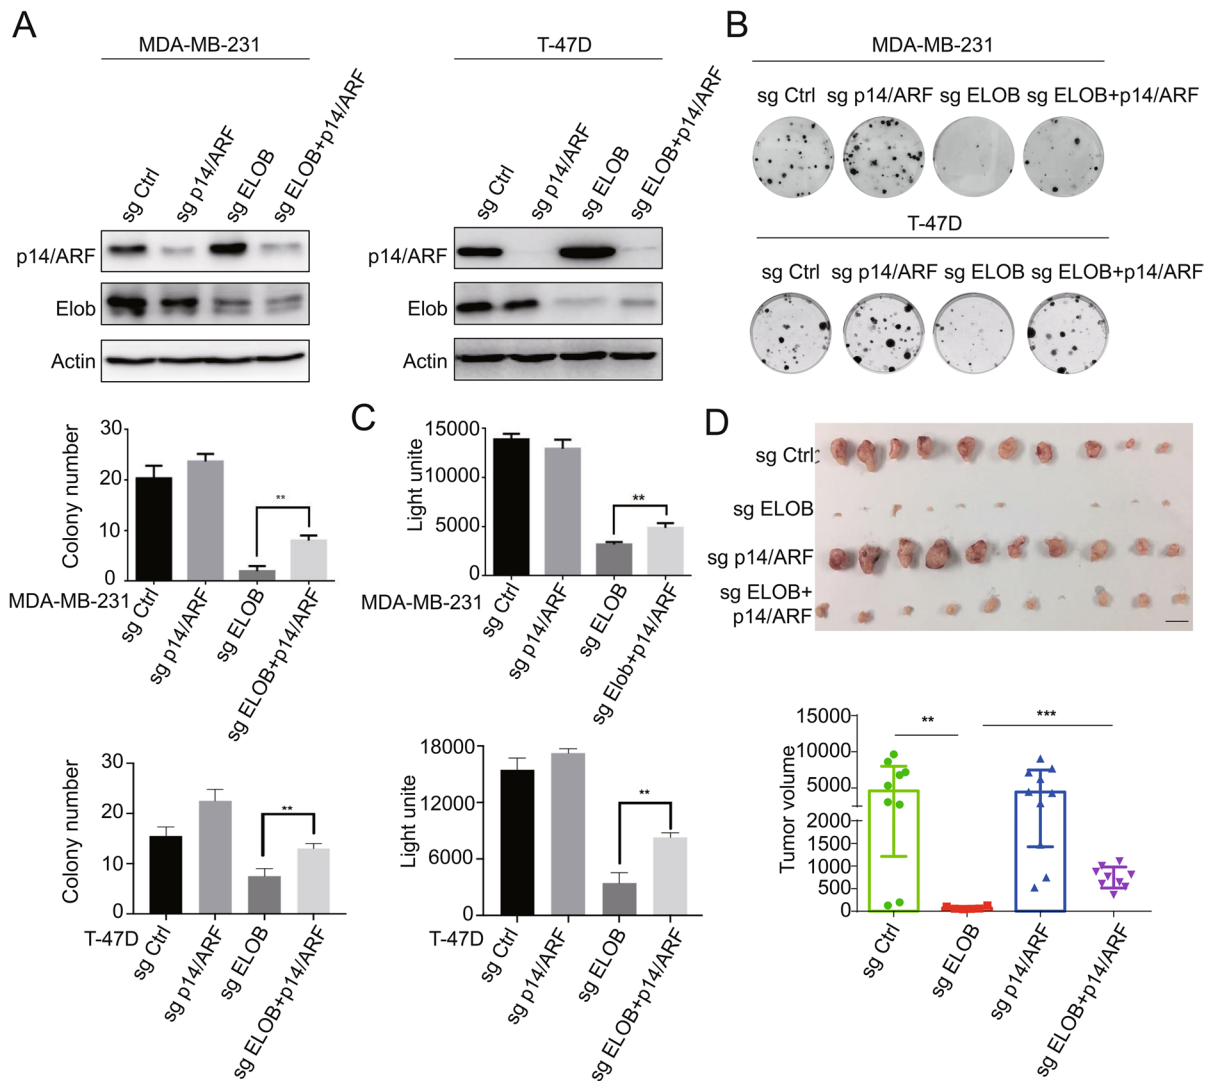 A
MDA-MB-231
sg Ctrl
sg p14/ARF
sg ELOB
sg ELOB+p14/ARF
p14/ARF
Elob
Actin
T-47D
sg Ctrl
sg p14/ARF
sg ELOB
sg ELOB+p14/ARF
p14/ARF
Elob
Actin
B
MDA-MB-231
sg Ctrl sg p14/ARF sg ELOB sg ELOB+p14/ARF
T-47D
sg Ctrl sg p14/ARF sg ELOB sg ELOB+p14/ARF
Colony number
30
20
10
0
**
MDA-MB-231
sg Ctrl
sg p14/ARF
sg ELOB
sg ELOB+p14/ARF
Colony number
30
20
10
0
**
T-47D
sg Ctrl
sg p14/ARF
sg ELOB
sg ELOB+p14/ARF
C
Light unite
15000
10000
5000
0
**
MDA-MB-231
sg Ctrl
sg p14/ARF
sg ELOB
sg Elob+p14/ARF
Light unite
18000
12000
6000
0
**
T-47D
sg Ctrl
sg p14/ARF
sg ELOB
sg ELOB+p14/ARF
D
sg Ctrl
sg ELOB
sg p14/ARF
sg ELOB+
p14/ARF
Tumor volume
15000
10000
5000
2000
1000
500
0
**
***
sg Ctrl
sg ELOB
sg p14/ARF
sg ELOB+p14/ARF